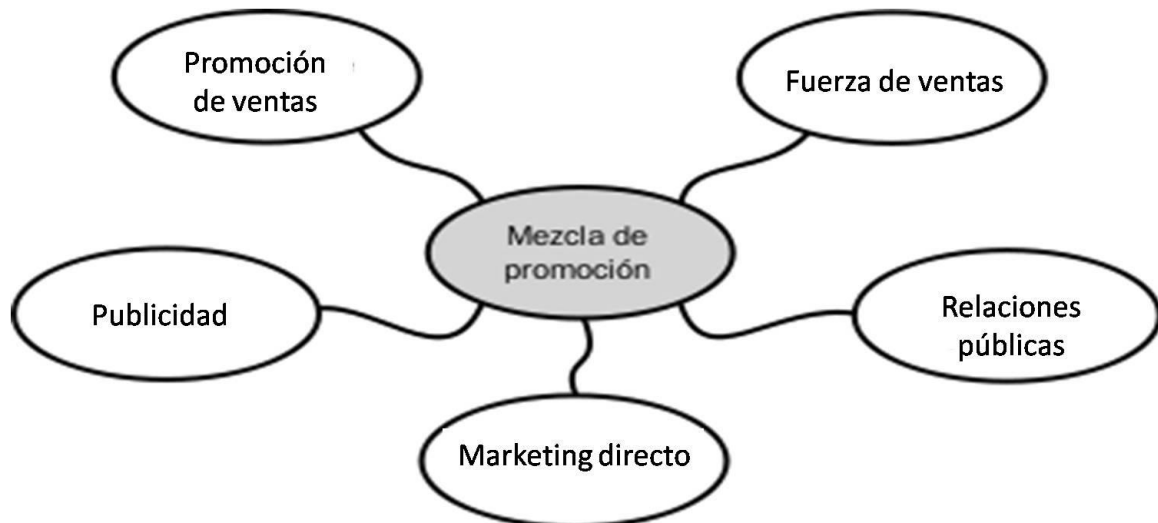 Promoción
de ventas
Fuerza de ventas
Mezcla de
promoción
Publicidad
Relaciones
públicas
Marketing directo